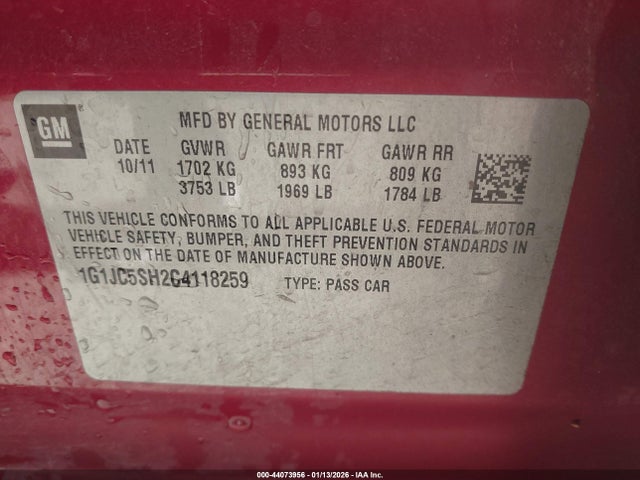 GM
MFD BY GENERAL MOTORS LLC
DATE GVWR GAWR FRT GAWR RR
10/11 1702 KG 893 KG 809 KG
3753 LB 1969 LB 1784 LB
THIS VEHICLE CONFORMS TO ALL APPLICABLE U.S. FEDERAL MOTOR
VEHICLE SAFETY, BUMPER, AND THEFT PREVENTION STANDARDS IN
EFFECT ON THE DATE OF MANUFACTURE SHOWN ABOVE.
1G1JC5SH2C4118259 TYPE: PASS CAR
000-44073956 - 01/13/2026 - IAA Inc.